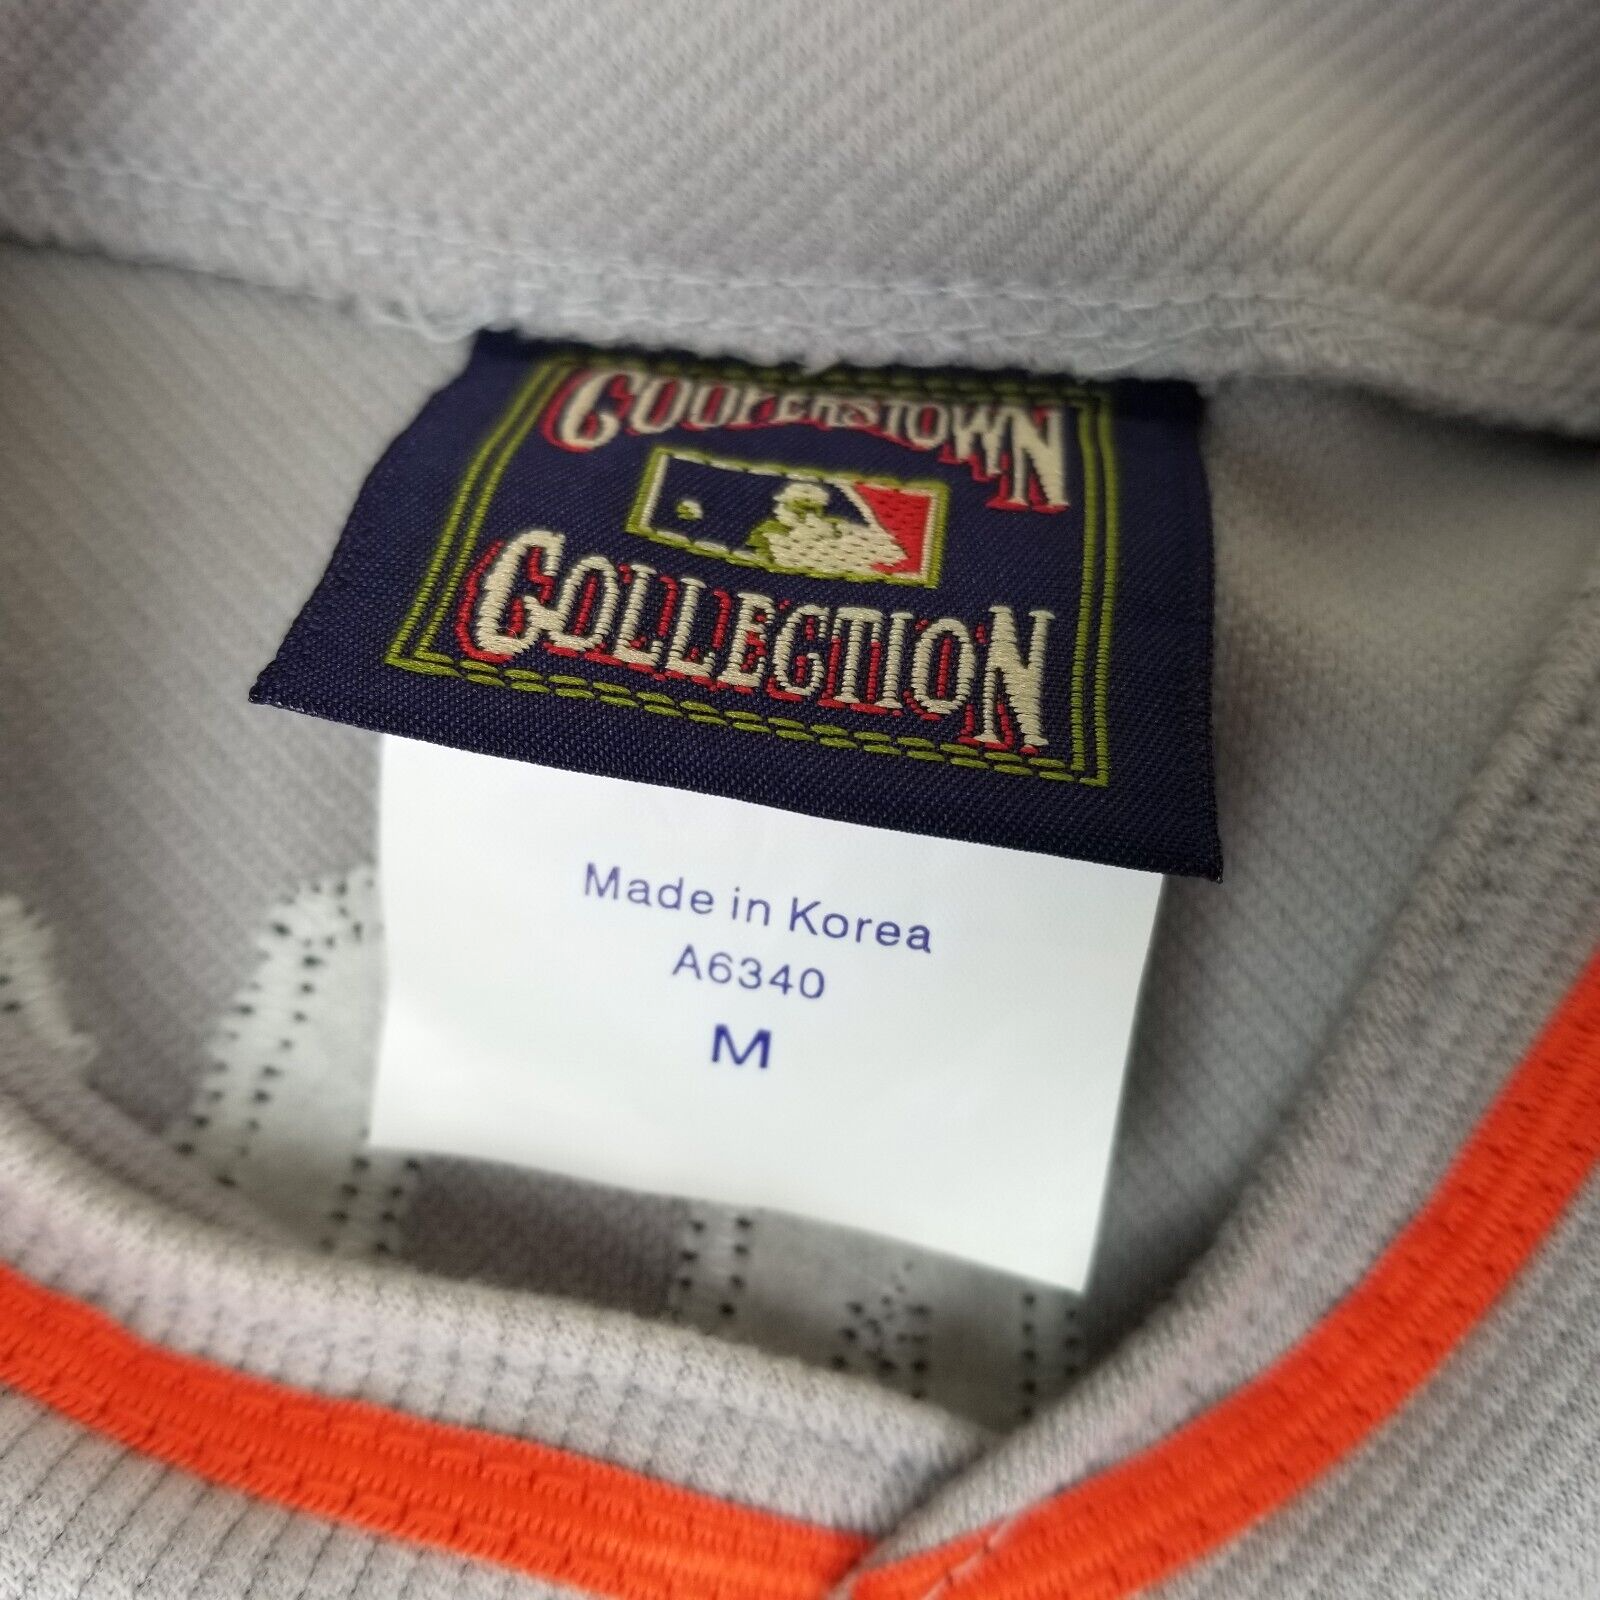 COOPERSTOWN
COLLECTION
Made in Korea
A6340
M